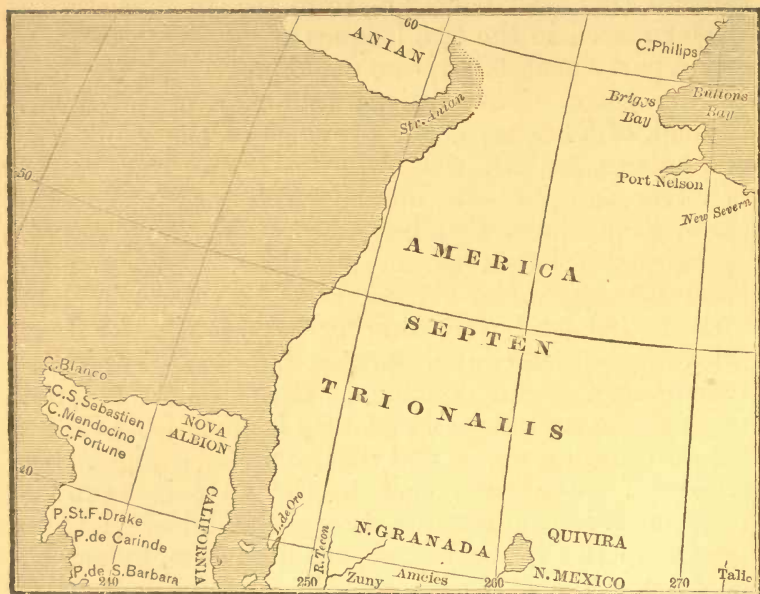 60
ANIAN
C.Philips
Str. Anian
Briggs
Bay
Buttons
Bay
50
Port Nelson
New Severn
AMERICA
SEPTEN
TRIONALIS
C.Blanco
C.S.Sebastien
C.Mendocino
C.Fortune
NOVA
ALBION
40
CALIFORNIA
P.St.F.Drake
P.de Carinde
P.de S.Barbara
240
.de Oro
R.Tecon
250
N.GRANADA
Zuny
Amcies
260
QUIVIRA
N.MEXICO
270
Talic